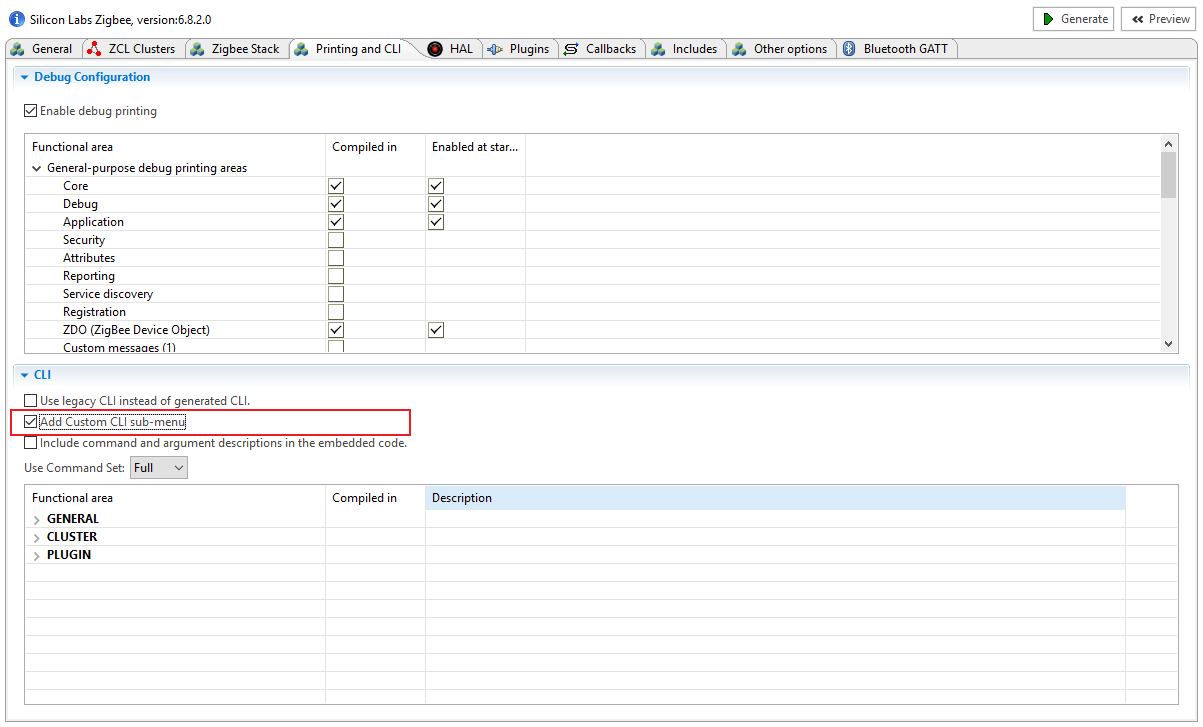 Silicon Labs Zigbee, version:6.8.2.0
Generate
Preview
General
ZCL Clusters
Zigbee Stack
Printing and CLI
HAL
Plugins
Callbacks
Includes
Other options
Bluetooth GATT
Debug Configuration
Enable debug printing
Functional area Compiled in Enabled at star...
General-purpose debug printing areas
Core
Debug
Application
Security
Attributes
Reporting
Service discovery
Registration
ZDO (ZigBee Device Object)
Custom messages (1)
CLI
Use legacy CLI instead of generated CLI.
Add Custom CLI sub-menu
Include command and argument descriptions in the embedded code.
Use Command Set: Full
Functional area Compiled in Description
GENERAL
CLUSTER
PLUGIN